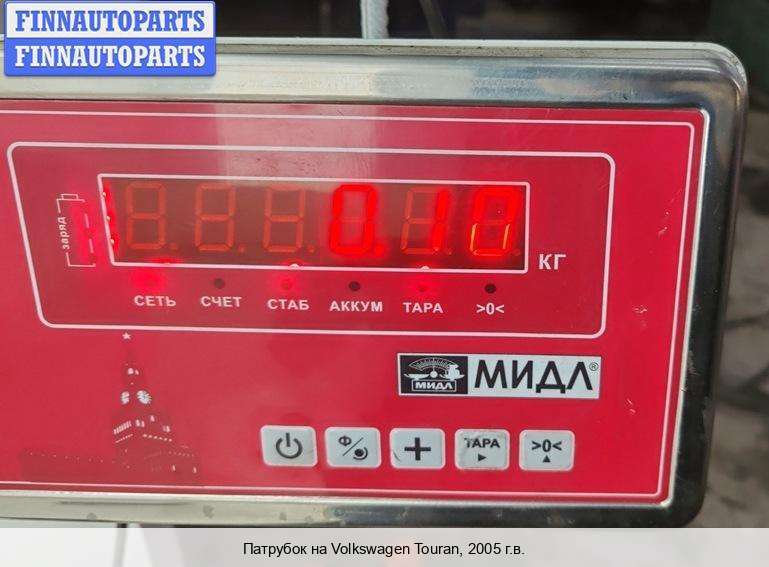 FINNAUTOPARTS
FINNAUTOPARTS
заряд
0.10
КГ
СЕТЬ СЧЕТ СТАБ АККУМ ТАРА >0<
МИДЛ МИДЛ®
Ф ТАРА >0<
Патрубок на Volkswagen Touran, 2005 г.в.